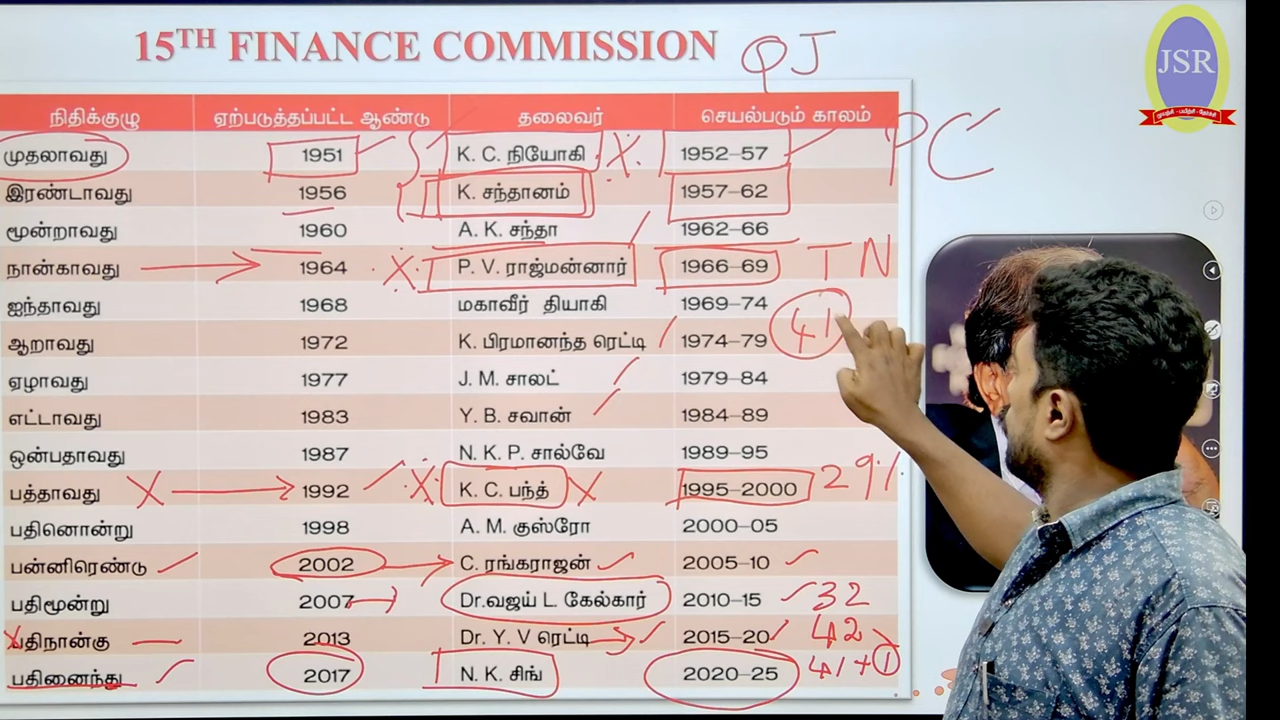 15TH FINANCE COMMISSION
QJ
JSR
நிதிக்குழு ஏற்படுத்தப்பட்ட ஆண்டு தலைவர் செயல்படும் காலம்
PC
முதலாவது 1951 K. C. நியோகி 1952–57
இரண்டாவது 1956 K. சந்தானம் 1957–62
மூன்றாவது 1960 A. K. சந்தா 1962–66
நான்காவது 1964 P. V. ராஜ்மன்னார் 1966–69 TN
ஐந்தாவது 1968 மகாவீர் தியாகி 1969–74
41
ஆறாவது 1972 K. பிரமானந்த ரெட்டி 1974–79
ஏழாவது 1977 J. M. சாலட் 1979–84
எட்டாவது 1983 Y. B. சவான் 1984–89
ஒன்பதாவது 1987 N. K. P. சால்வே 1989–95
பத்தாவது 1992 K. C. பந்த் 1995–2000 29%
பதினொன்று 1998 A. M. குஸ்ரோ 2000–05
பன்னிரெண்டு 2002 C. ரங்கராஜன் 2005–10
பதிமூன்று 2007 Dr.விஜய் L. கேல்கார் 2010–15 32
பதிநான்கு 2013 Dr. Y. V ரெட்டி 2015–20 42
பதினைந்து 2017 N. K. சிங் 2020–25 41+1